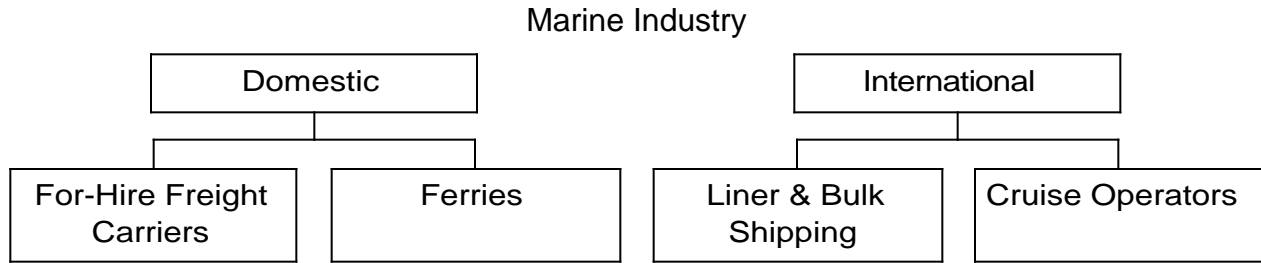 Marine Industry
Domestic
International
For-Hire Freight
Carriers
Ferries
Liner & Bulk
Shipping
Cruise Operators